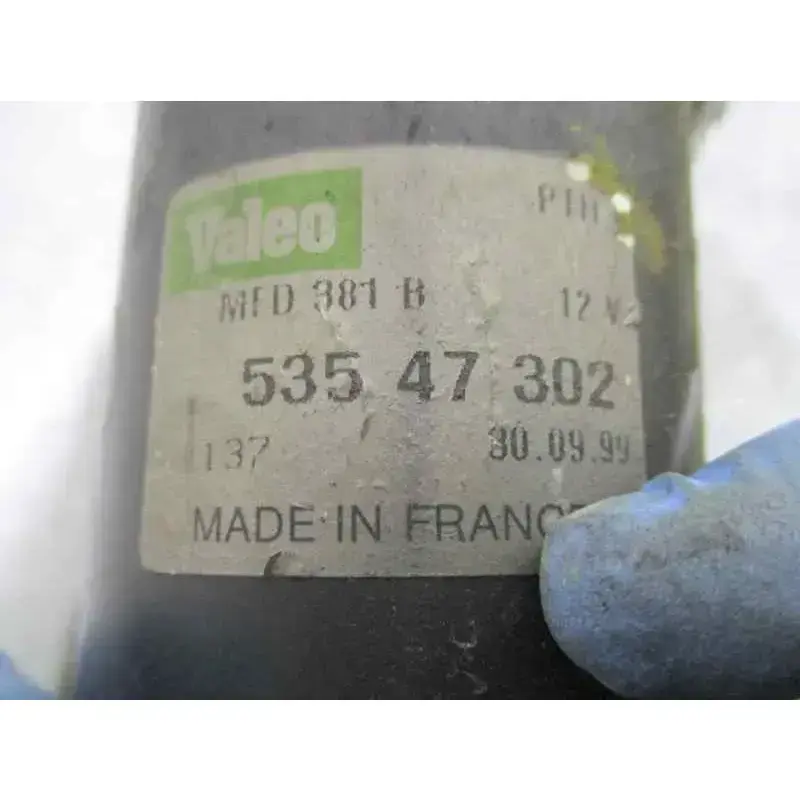 Valeo
MFD 381 B 12 V
535 47 302
137 30.09.99
MADE IN FRANCE